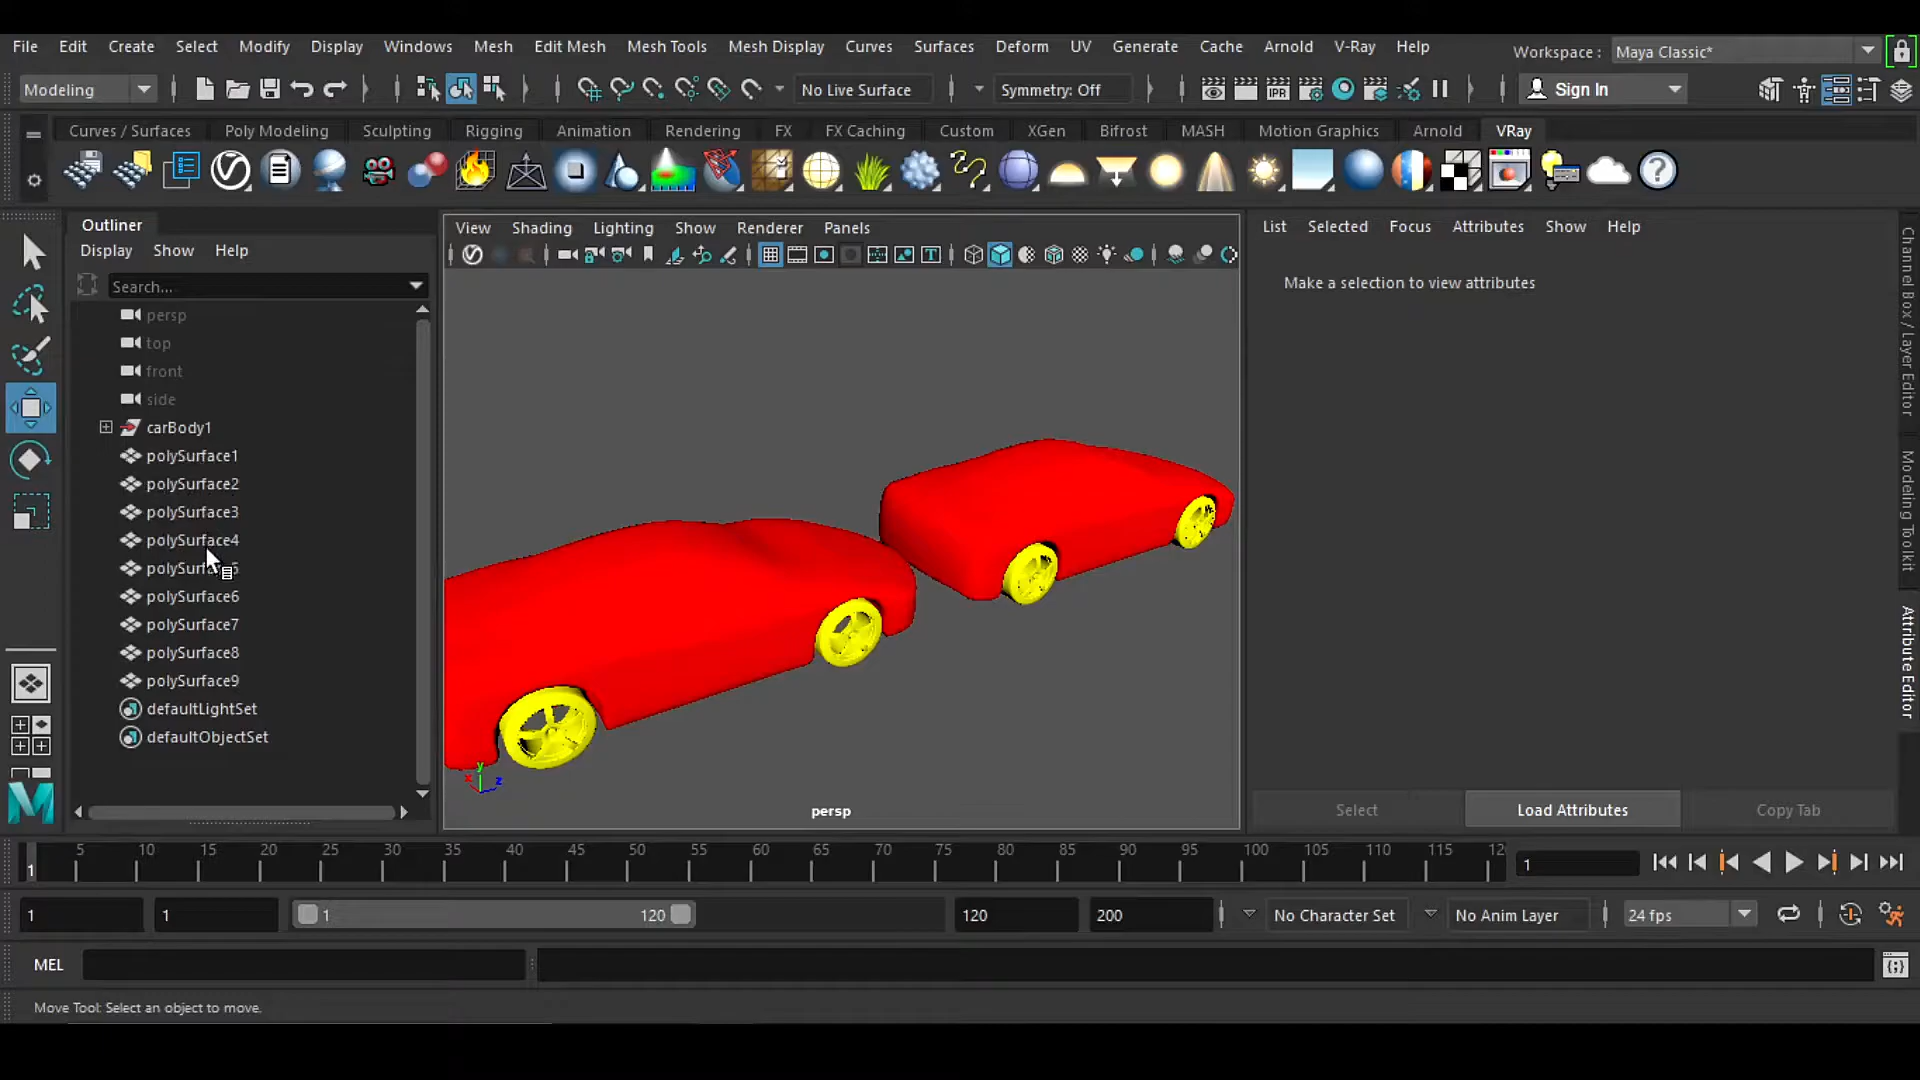 File Edit Create Select Modify Display Windows Mesh Edit Mesh Mesh Tools Mesh Display Curves Surfaces Deform UV Generate Cache Arnold V-Ray Help Workspace : Maya Classic*
Modeling No Live Surface Symmetry: Off IPR Sign In
Curves / Surfaces Poly Modeling Sculpting Rigging Animation Rendering FX FX Caching Custom XGen Bifrost MASH Motion Graphics Arnold VRay
Outliner
Display Show Help
Search...
persp
top
front
side
carBody1
polySurface1
polySurface2
polySurface3
polySurface4
polySurfa
polySurface6
polySurface7
polySurface8
polySurface9
defaultLightSet
defaultObjectSet
View Shading Lighting Show Renderer Panels
y
x z
persp
List Selected Focus Attributes Show Help
Make a selection to view attributes
Select Load Attributes Copy Tab
Channel Box / Layer Editor
Modeling Toolkit
Attribute Editor
5 10 15 20 25 30 35 40 45 50 55 60 65 70 75 80 85 90 95 100 105 110 115 12
1 1
1 1 1 120 120 200 No Character Set No Anim Layer 24 fps
MEL
Move Tool: Select an object to move.